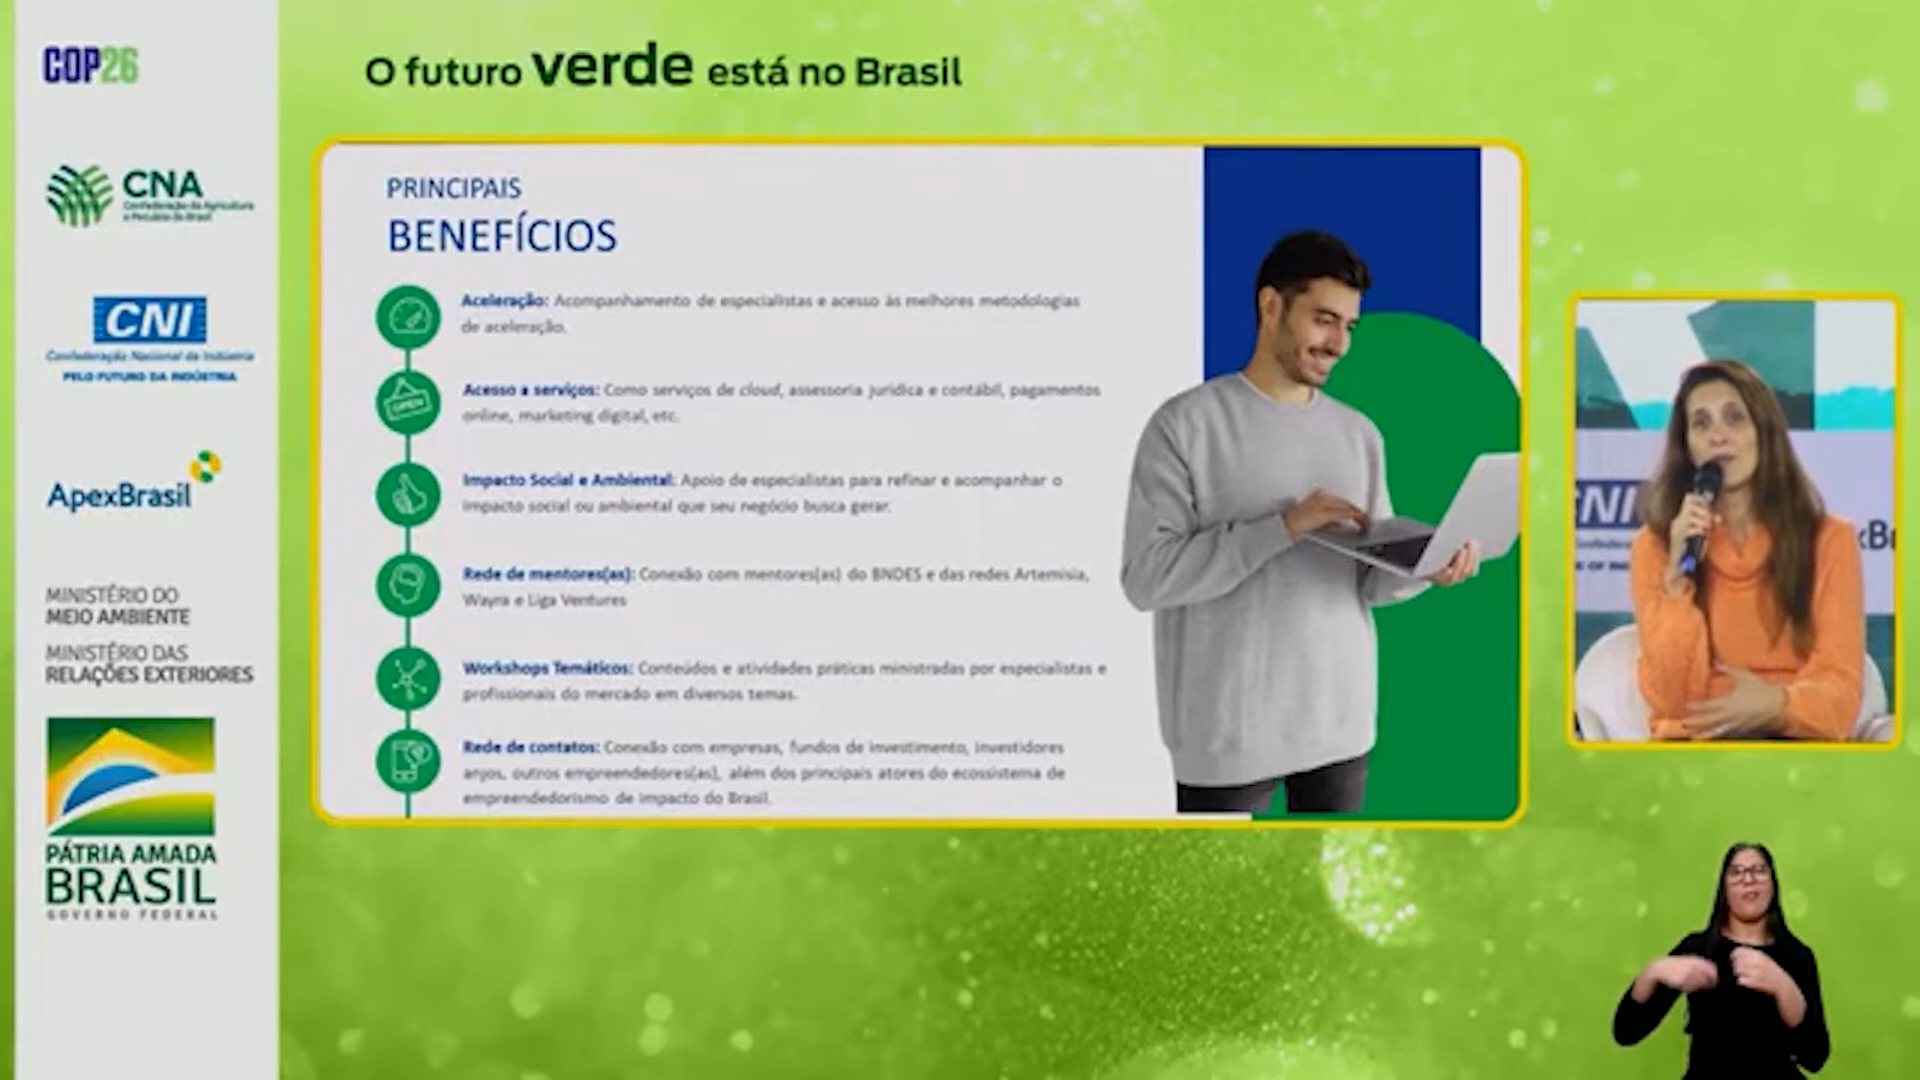 COP26
CNA
Confederação da Agricultura
e Pecuária do Brasil
CNI
Confederação Nacional da Indústria
PELO FUTURO DA INDÚSTRIA
ApexBrasil
MINISTÉRIO DO
MEIO AMBIENTE
MINISTÉRIO DAS
RELAÇÕES EXTERIORES
PÁTRIA AMADA
BRASIL
GOVERNO FEDERAL
O futuro verde está no Brasil
PRINCIPAIS
BENEFÍCIOS
Aceleração: Acompanhamento de especialistas e acesso às melhores metodologias
de aceleração.
OPEN
Acesso a serviços: Como serviços de cloud, assessoria jurídica e contábil, pagamentos
online, marketing digital, etc.
Impacto Social e Ambiental: Apoio de especialistas para refinar e acompanhar o
impacto social ou ambiental que seu negócio busca gerar.
Rede de mentores(as): Conexão com mentores(as) do BNDES e das redes Artemisia,
Wayra e Liga Ventures
Workshops Temáticos: Conteúdos e atividades práticas ministradas por especialistas e
profissionais do mercado em diversos temas.
Rede de contatos: Conexão com empresas, fundos de investimento, investidores
anjos, outros empreendedores(as), além dos principais atores do ecossistema de
empreendedorismo de impacto do Brasil.